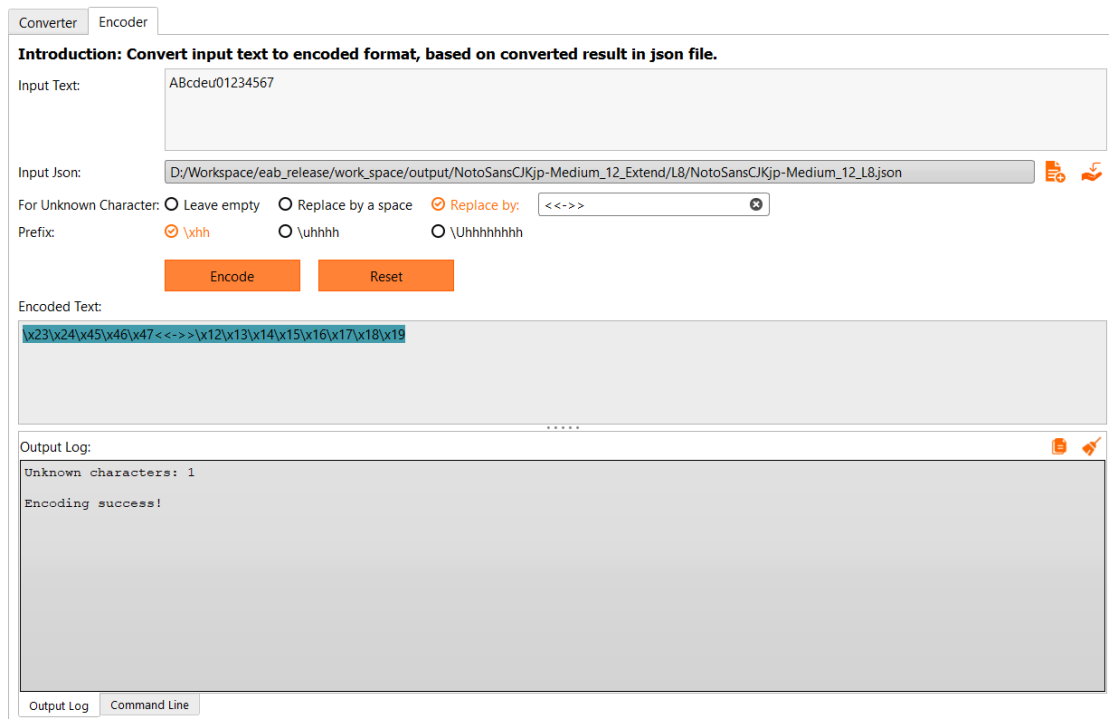 Converter Encoder
Introduction: Convert input text to encoded format, based on converted result in json file.
Input Text: ABcdeư01234567
Input Json: D:/Workspace/eab_release/work_space/output/NotoSansCJKjp-Medium_12_Extend/L8/NotoSansCJKjp-Medium_12_L8.json
For Unknown Character: Leave empty Replace by a space Replace by: <<->>
Prefix: \xhh \uhhhh \Uhhhhhhhh
Encode Reset
Encoded Text:
\x23\x24\x45\x46\x47<<->>\x12\x13\x14\x15\x16\x17\x18\x19
Output Log:
Unknown characters: 1
Encoding success!
Output Log Command Line